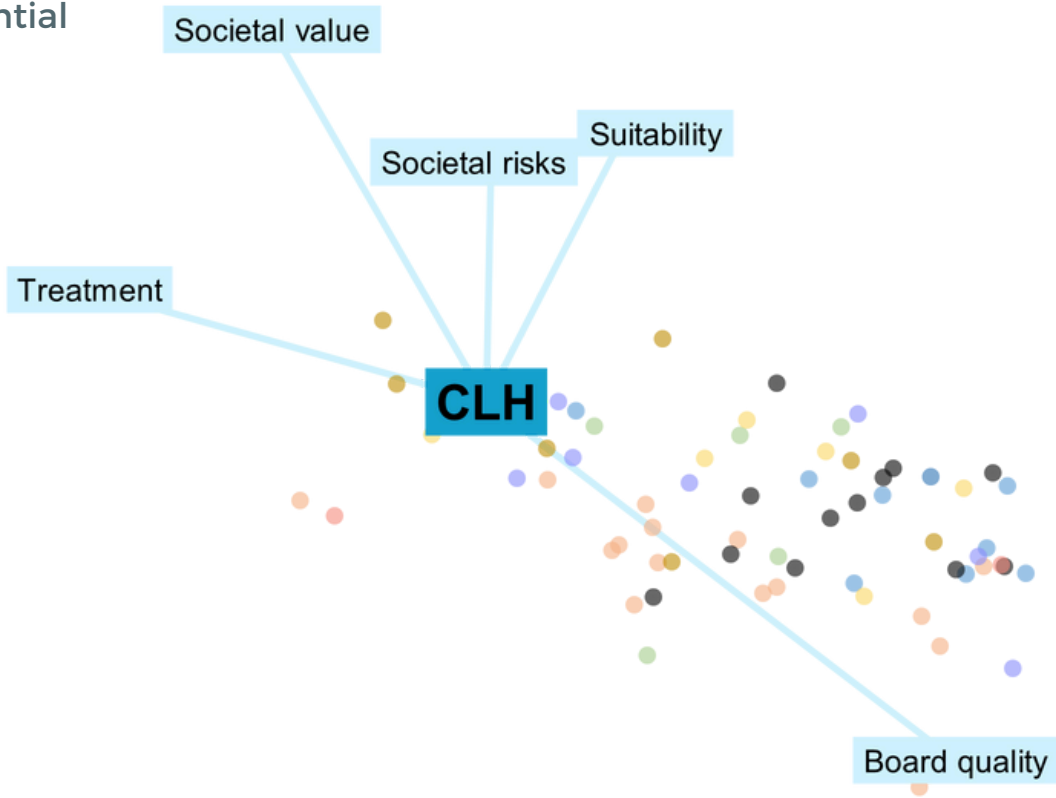 ntial
Societal value
Suitability
Societal risks
Treatment
CLH
Board quality